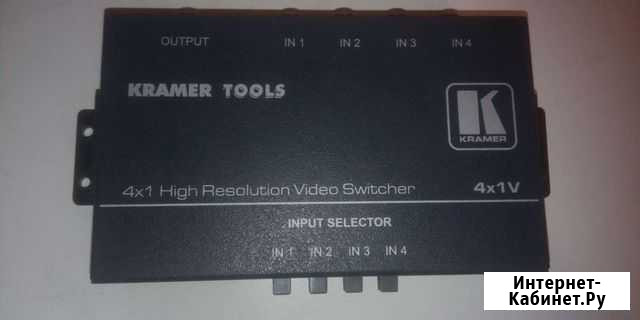 OUTPUT IN 1 IN 2 IN 3 IN 4
KRAMER TOOLS
K
KRAMER
4x1 High Resolution Video Switcher 4x1V
INPUT SELECTOR
IN 1 IN 2 IN 3 IN 4
Интернет-
Кабинет.Ру